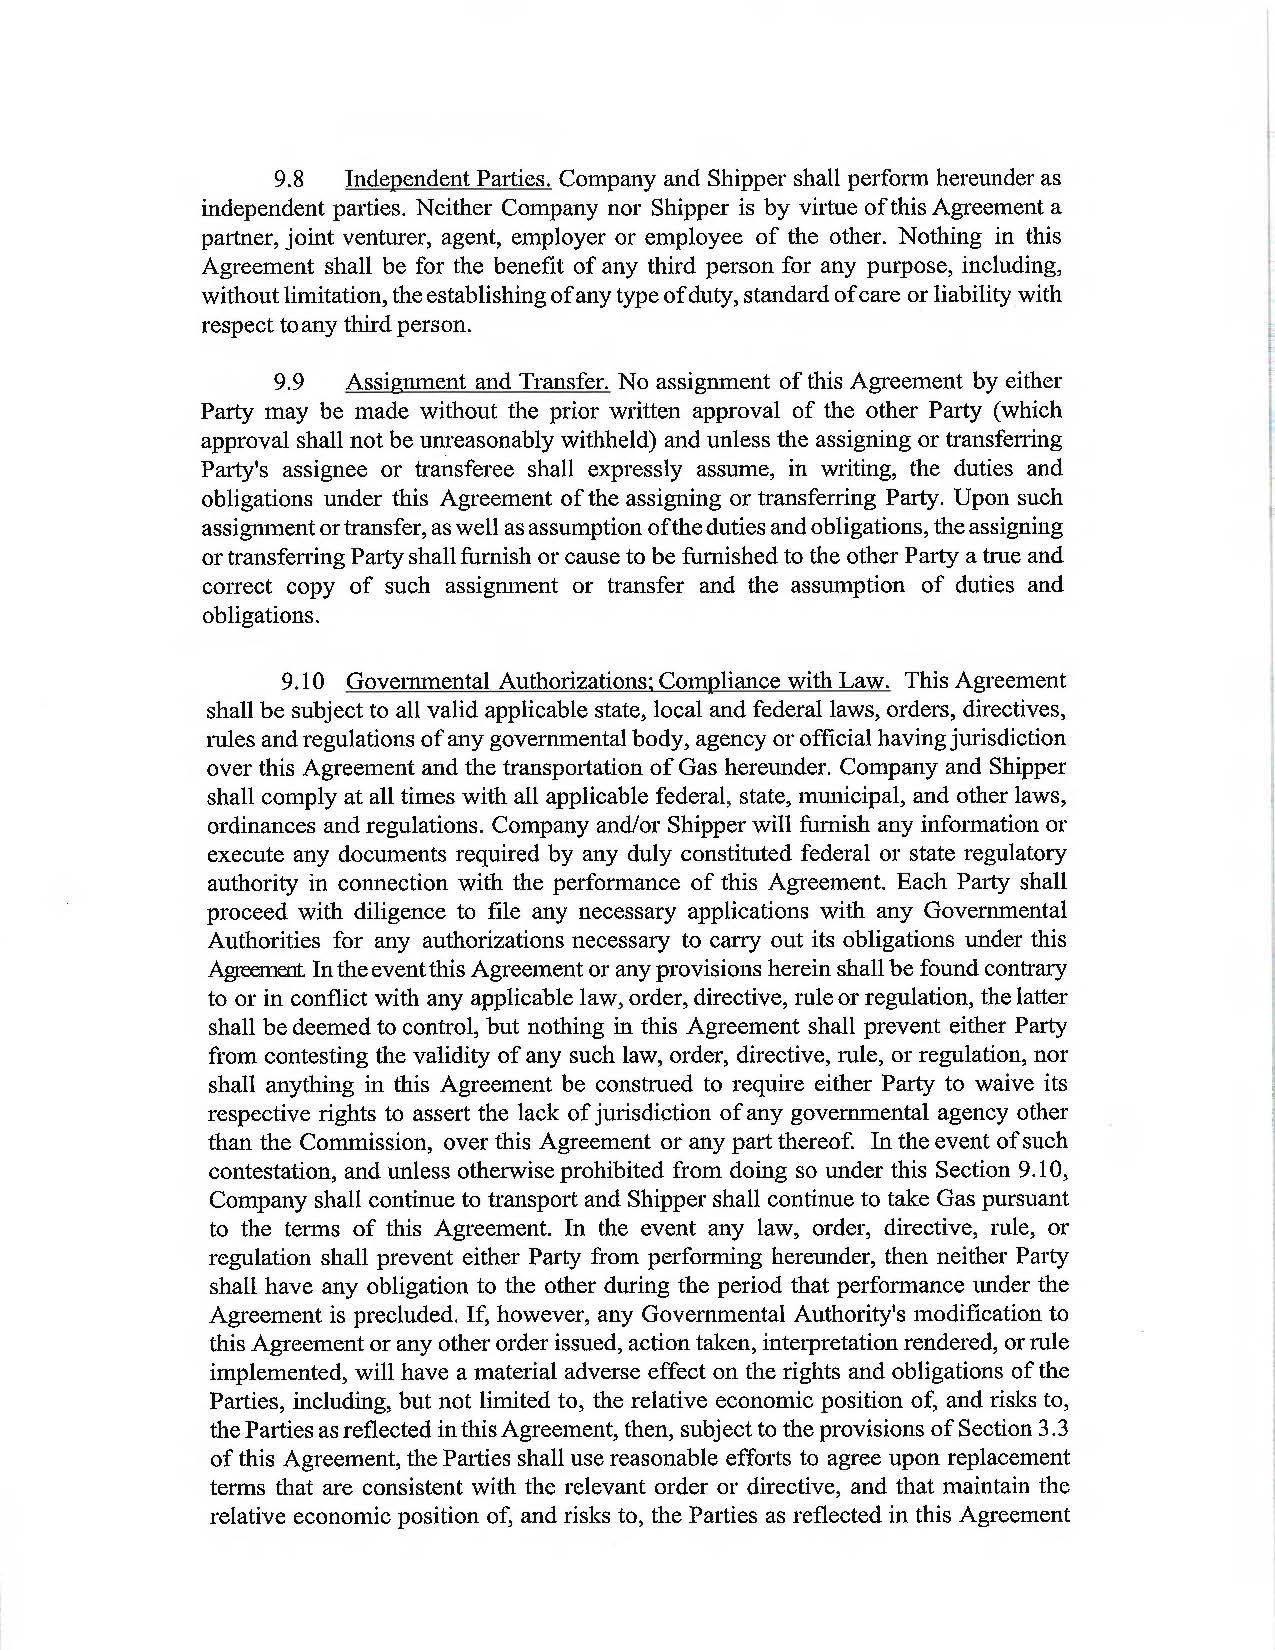 9.8 Independent Parties. Company and Shipper shall perform hereunder as
independent parties. Neither Company nor Shipper is by virtue of this Agreement a
partner, joint venturer, agent, employer or employee of the other. Nothing in this
Agreement shall be for the benefit of any third person for any purpose, including,
without limitation, the establishing of any type of duty, standard of care or liability with
respect to any third person.
9.9 Assignment and Transfer. No assignment of this Agreement by either
Party may be made without the prior written approval of the other Party (which
approval shall not be unreasonably withheld) and unless the assigning or transferring
Party's assignee or transferee shall expressly assume, in writing, the duties and
obligations under this Agreement of the assigning or transferring Party. Upon such
assignment or transfer, as well as assumption of the duties and obligations, the assigning
or transferring Party shall furnish or cause to be furnished to the other Party a true and
correct copy of such assignment or transfer and the assumption of duties and
obligations.
9.10 Governmental Authorizations; Compliance with Law. This Agreement
shall be subject to all valid applicable state, local and federal laws, orders, directives,
rules and regulations of any governmental body, agency or official having jurisdiction
over this Agreement and the transportation of Gas hereunder. Company and Shipper
shall comply at all times with all applicable federal, state, municipal, and other laws,
ordinances and regulations. Company and/or Shipper will furnish any information or
execute any documents required by any duly constituted federal or state regulatory
authority in connection with the performance of this Agreement. Each Party shall
proceed with diligence to file any necessary applications with any Governmental
Authorities for any authorizations necessary to carry out its obligations under this
Agreement. In the event this Agreement or any provisions herein shall be found contrary
to or in conflict with any applicable law, order, directive, rule or regulation, the latter
shall be deemed to control, but nothing in this Agreement shall prevent either Party
from contesting the validity of any such law, order, directive, rule, or regulation, nor
shall anything in this Agreement be construed to require either Party to waive its
respective rights to assert the lack of jurisdiction of any governmental agency other
than the Commission, over this Agreement or any part thereof. In the event of such
contestation, and unless otherwise prohibited from doing so under this Section 9.10,
Company shall continue to transport and Shipper shall continue to take Gas pursuant
to the terms of this Agreement. In the event any law, order, directive, rule, or
regulation shall prevent either Party from performing hereunder, then neither Party
shall have any obligation to the other during the period that performance under the
Agreement is precluded. If, however, any Governmental Authority's modification to
this Agreement or any other order issued, action taken, interpretation rendered, or rule
implemented, will have a material adverse effect on the rights and obligations of the
Parties, including, but not limited to, the relative economic position of, and risks to,
the Parties as reflected in this Agreement, then, subject to the provisions of Section 3.3
of this Agreement, the Parties shall use reasonable efforts to agree upon replacement
terms that are consistent with the relevant order or directive, and that maintain the
relative economic position of, and risks to, the Parties as reflected in this Agreement